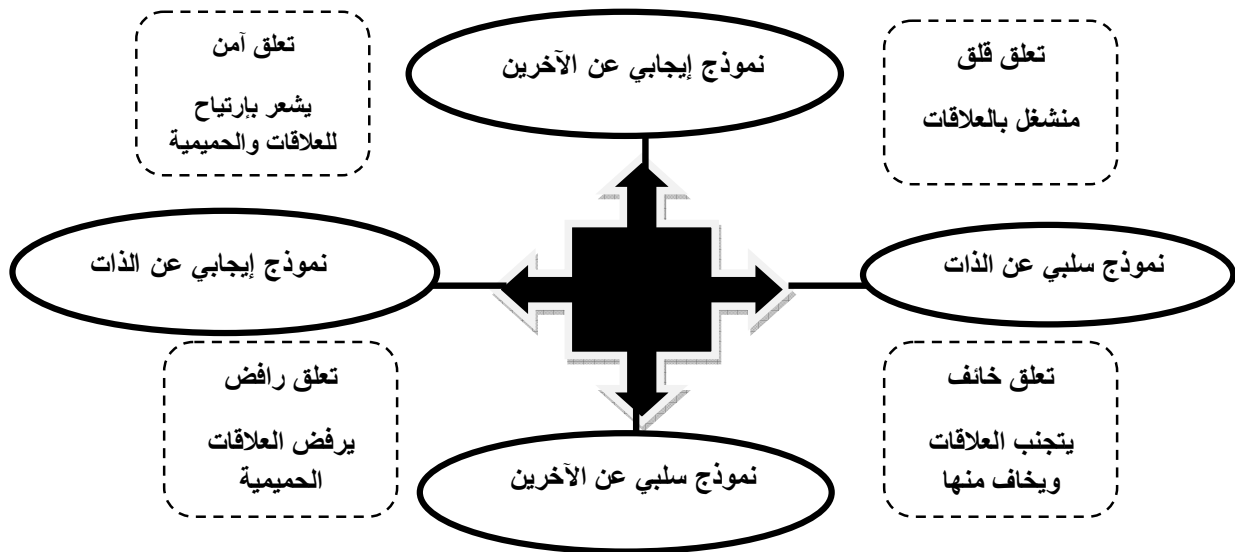 تعلق قلق
منشغل بالعلاقات
نموذج إيجابي عن الآخرين
تعلق آمن
يشعر بإرتياح
للعلاقات والحميمية
نموذج سلبي عن الذات
نموذج إيجابي عن الذات
تعلق خائف
يتجنب العلاقات
ويخاف منها
نموذج سلبي عن الآخرين
تعلق رافض
يرفض العلاقات
الحميمية